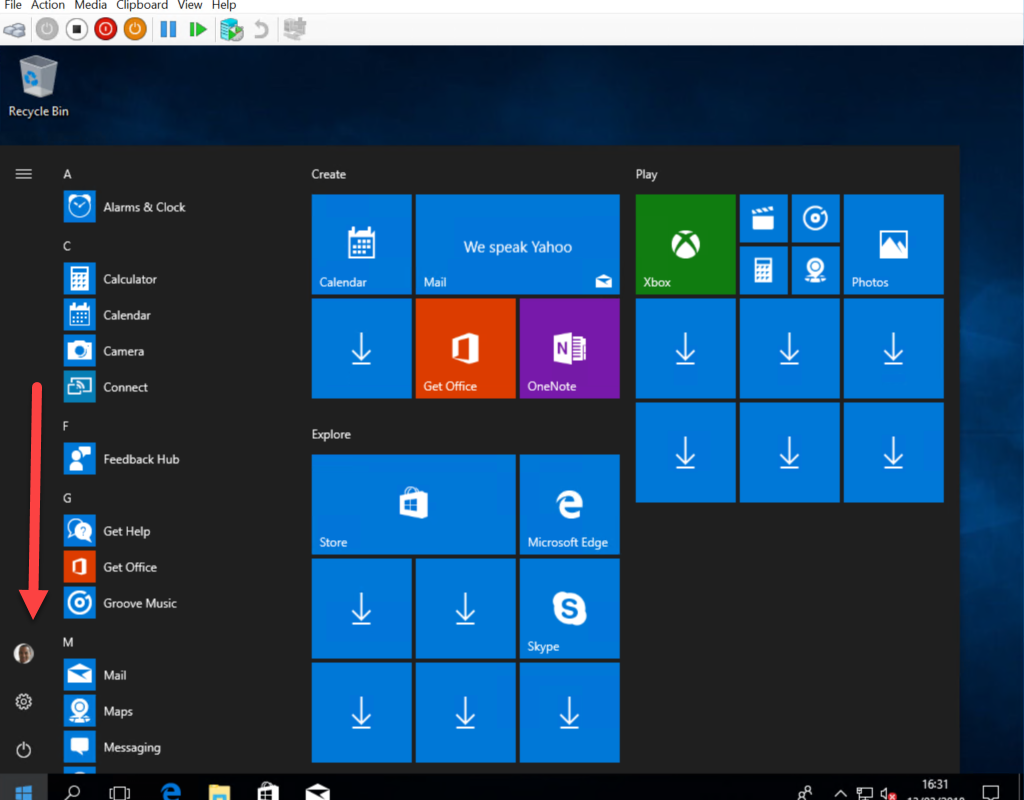 File Action Media Clipboard View Help
Recycle Bin
A
Alarms & Clock
C
Calculator
Calendar
Camera
Connect
F
Feedback Hub
G
Get Help
Get Office
Groove Music
M
Mail
Maps
Messaging
Create
Calendar
We speak Yahoo
Mail
Get Office
OneNote
Explore
Store
Microsoft Edge
Skype
Play
Xbox
Photos
16:31